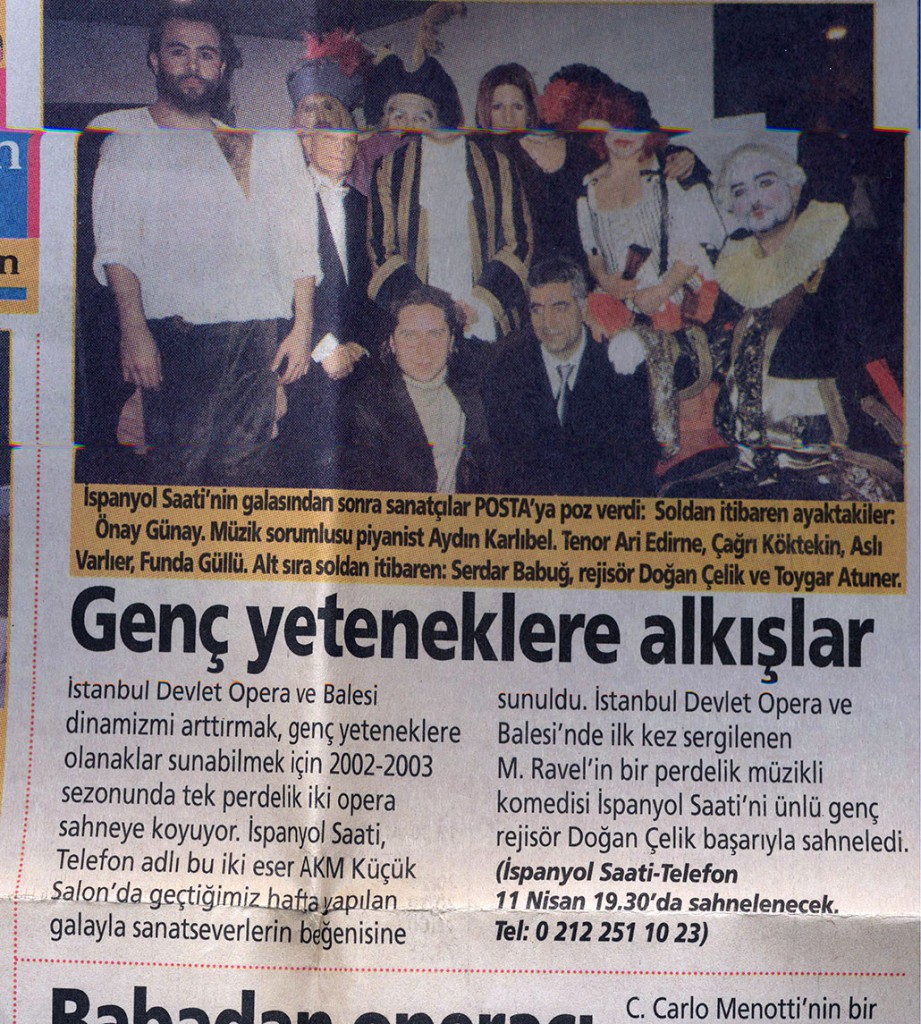 n
n
İspanyol Saati'nin galasından sonra sanatçılar POSTA'ya poz verdi: Soldan itibaren ayaktakiler:
Önay Günay. Müzik sorumlusu piyanist Aydın Karlıbel. Tenor Ari Edirne, Çağrı Köktekin, Aslı
Varlıer, Funda Güllü. Alt sıra soldan itibaren: Serdar Babuğ, rejisör Doğan Çelik ve Toygar Atuner.
Genç yeteneklere alkışlar
İstanbul Devlet Opera ve Balesi
dinamizmi arttırmak, genç yeteneklere
olanaklar sunabilmek için 2002-2003
sezonunda tek perdelik iki opera
sahneye koyuyor. İspanyol Saati,
Telefon adlı bu iki eser AKM Küçük
Salon'da geçtiğimiz hafta yapılan
galayla sanatseverlerin beğenisine
sunuldu. İstanbul Devlet Opera ve
Balesi'nde ilk kez sergilenen
M. Ravel'in bir perdelik müzikli
komedisi İspanyol Saati'ni ünlü genç
rejisör Doğan Çelik başarıyla sahneledi.
(İspanyol Saati-Telefon
11 Nisan 19.30'da sahnelenecek.
Tel: 0 212 251 10 23)
Babadan operacı
C. Carlo Menotti'nin bir